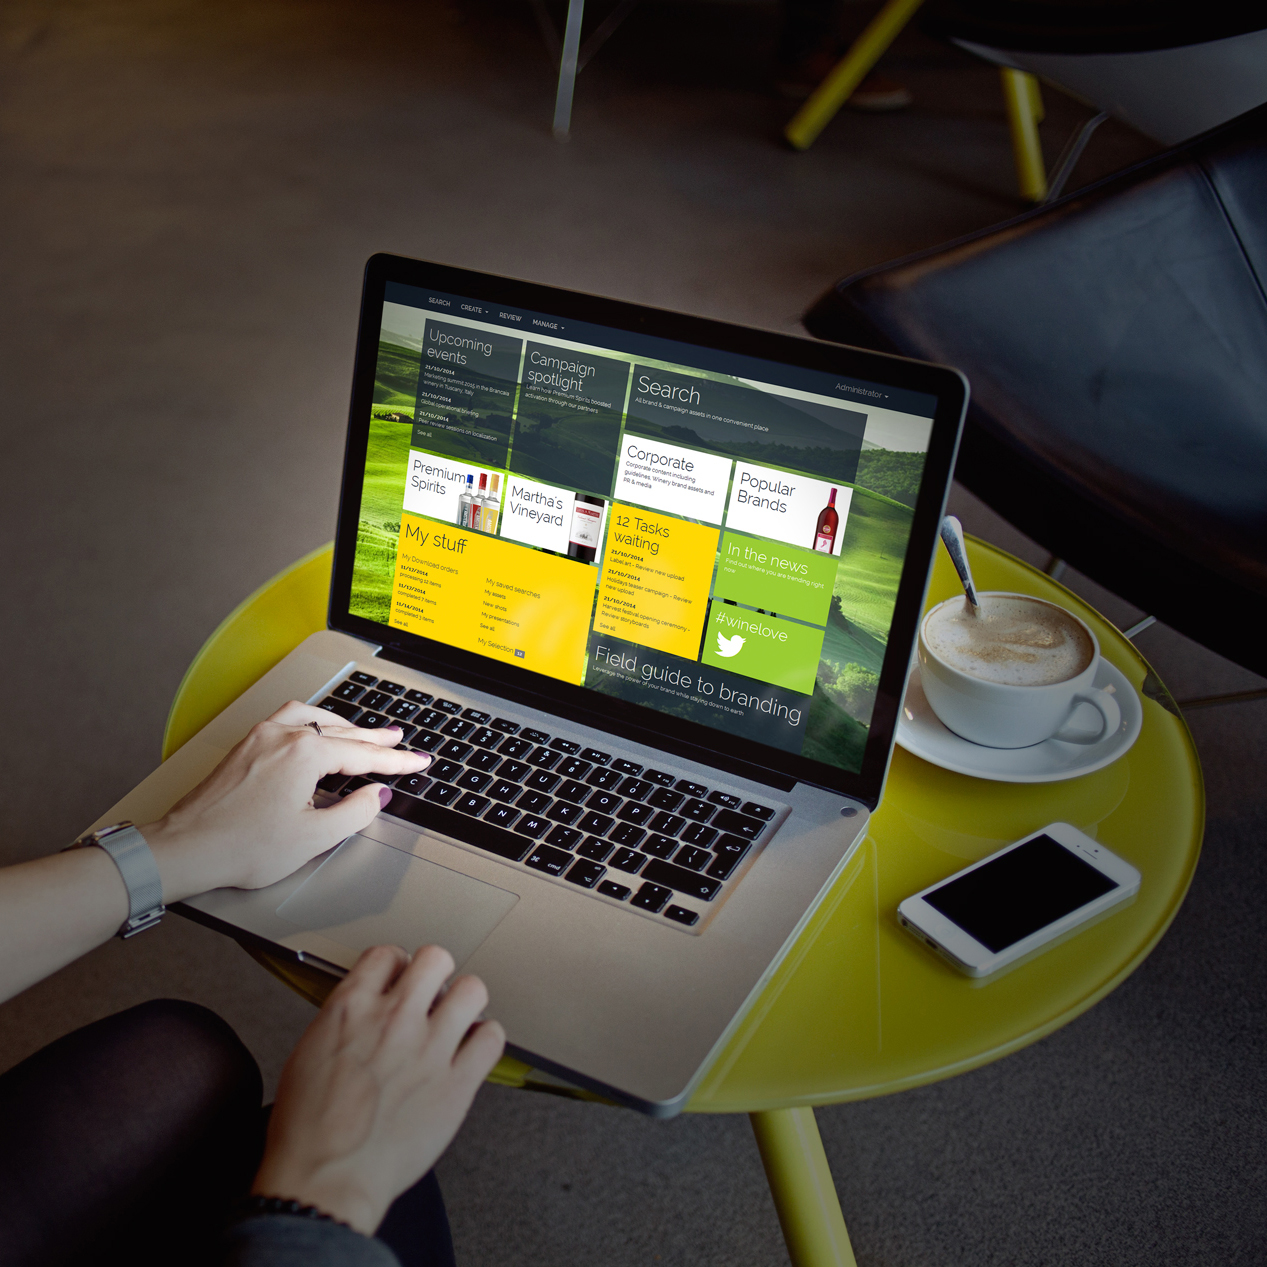 SEARCH CREATE REVIEW MANAGE
Administrator
Upcoming
events
21/10/2014
Marketing summit 2015 in the Brancas
winery in Tuscany, Italy
21/10/2014
Global operational briefing
21/10/2014
Peer review sessions on localisation
See all
Campaign
spotlight
Learn how Premium Spirits boosted
activation through our partners
Search
All brand & campaign assets in one convenient place
Premium
Spirits
Martha's
Vineyard
Corporate
Corporate content including
guidelines, Winery brand assets and
PR & media
Popular
Brands
My stuff
My Download orders
11/17/2014
processing 12 items
11/17/2014
completed 7 items
11/14/2014
completed 3 items
See all
My saved searches
My assets
New shots
My presentations
See all
My Selection 12
12 Tasks
waiting
21/10/2014
Label art - Review new upload
21/10/2014
Holidays teaser campaign - Review
new upload
21/10/2014
Harvest festival opening ceremony -
Review storyboards
See all
In the news
Find out where you are trending right
now
#winelove
Field guide to branding
Leverage the power of your brand while staying down to earth